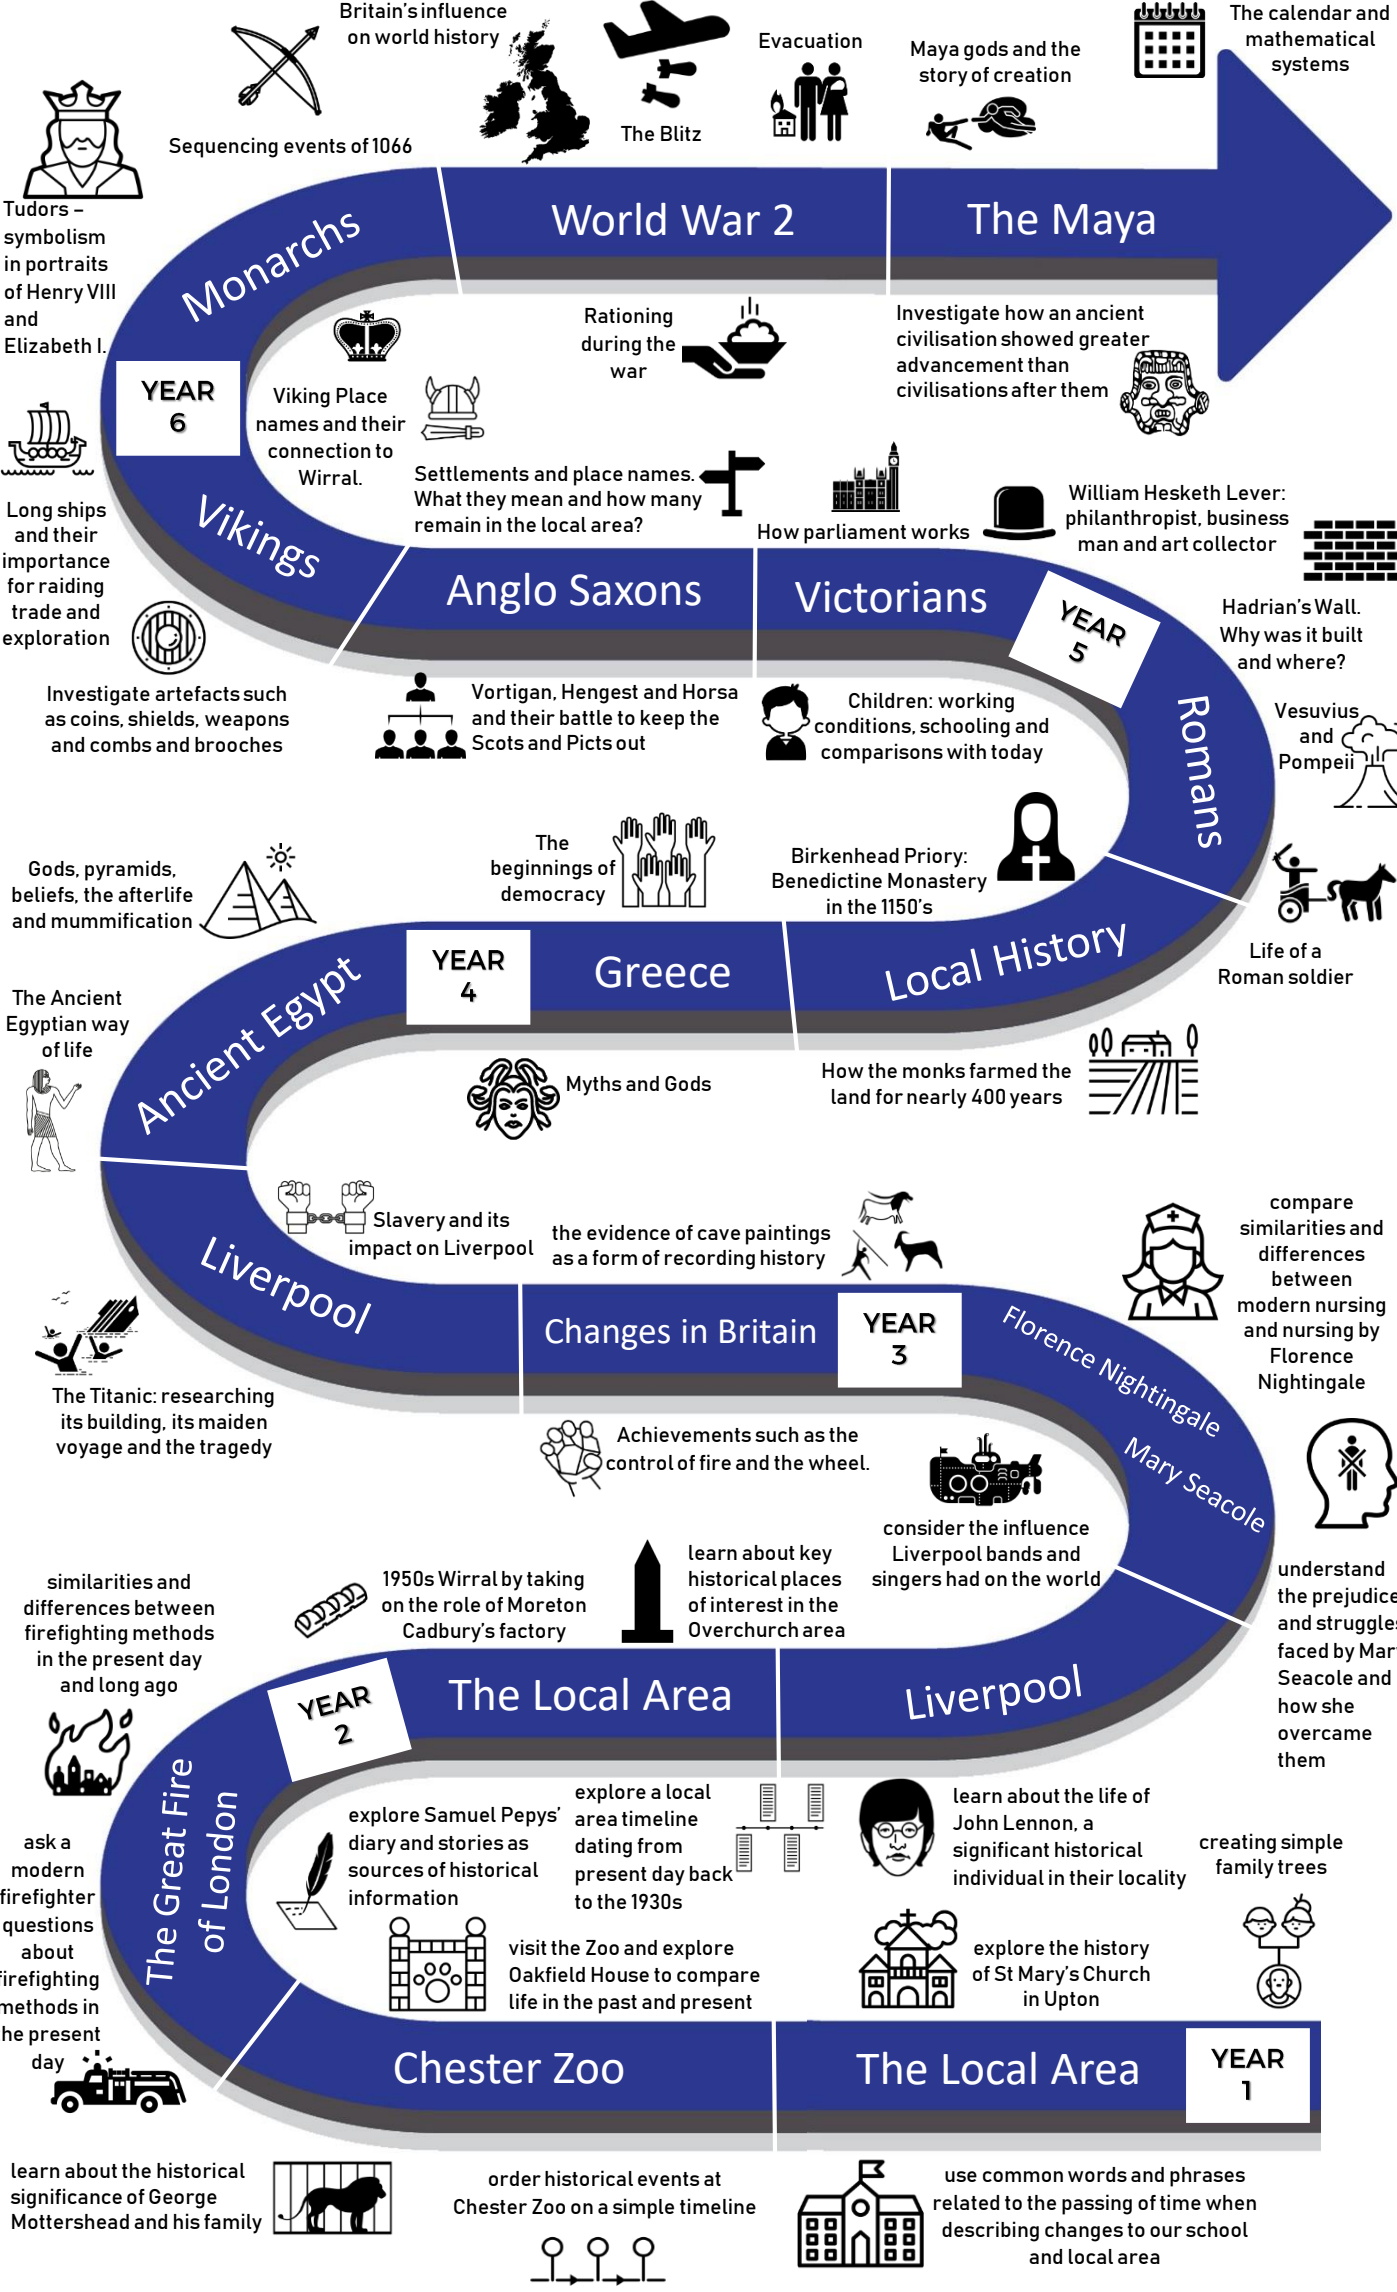 Britain's influence
on world history
Evacuation
Maya gods and the
story of creation
The calendar and
mathematical
systems
Sequencing events of 1066
The Blitz
Tudors –
symbolism
in portraits
of Henry VIII
and
Elizabeth I.
Monarchs
World War 2
The Maya
YEAR
6
Viking Place
names and their
connection to
Wirral.
Rationing
during the
war
Investigate how an ancient
civilisation showed greater
advancement than
civilisations after them
Long ships
and their
importance
for raiding
trade and
exploration
Vikings
Settlements and place names.
What they mean and how many
remain in the local area?
How parliament works
William Hesketh Lever:
philanthropist, business
man and art collector
Anglo Saxons
Victorians
YEAR
5
Hadrian's Wall.
Why was it built
and where?
Investigate artefacts such
as coins, shields, weapons
and combs and brooches
Vortigan, Hengest and Horsa
and their battle to keep the
Scots and Picts out
Children: working
conditions, schooling and
comparisons with today
Romans
Vesuvius
and
Pompeii
Gods, pyramids,
beliefs, the afterlife
and mummification
The
beginnings of
democracy
Birkenhead Priory:
Benedictine Monastery
in the 1150's
Life of a
Roman soldier
Ancient Egypt
YEAR
4
Greece
Local History
The Ancient
Egyptian way
of life
Myths and Gods
How the monks farmed the
land for nearly 400 years
Slavery and its
impact on Liverpool
the evidence of cave paintings
as a form of recording history
compare
similarities and
differences
between
modern nursing
and nursing by
Florence
Nightingale
Liverpool
Changes in Britain
YEAR
3
Florence Nightingale
Mary Seacole
The Titanic: researching
its building, its maiden
voyage and the tragedy
Achievements such as the
control of fire and the wheel.
consider the influence
Liverpool bands and
singers had on the world
understand
the prejudice
and struggles
faced by Mary
Seacole and
how she
overcame
them
similarities and
differences between
firefighting methods
in the present day
and long ago
1950s Wirral by taking
on the role of Moreton
Cadbury's factory
learn about key
historical places
of interest in the
Overchurch area
YEAR
2
The Local Area
Liverpool
The Great Fire
of London
explore Samuel Pepys'
diary and stories as
sources of historical
information
explore a local
area timeline
dating from
present day back
to the 1930s
learn about the life of
John Lennon, a
significant historical
individual in their locality
creating simple
family trees
ask a
modern
firefighter
questions
about
firefighting
methods in
the present
day
visit the Zoo and explore
Oakfield House to compare
life in the past and present
explore the history
of St Mary's Church
in Upton
Chester Zoo
The Local Area
YEAR
1
learn about the historical
significance of George
Mottershead and his family
order historical events at
Chester Zoo on a simple timeline
use common words and phrases
related to the passing of time when
describing changes to our school
and local area